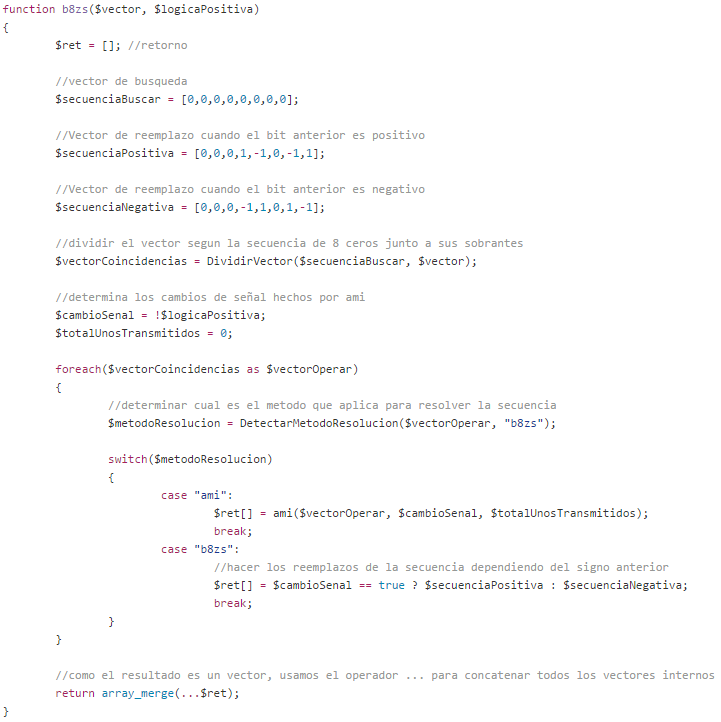 function b8zs($vector, $logicaPositiva)
{
$ret = []; //retorno
//vector de busqueda
$secuenciaBuscar = [0,0,0,0,0,0,0,0];
//Vector de reemplazo cuando el bit anterior es positivo
$secuenciaPositiva = [0,0,0,1,-1,0,-1,1];
//Vector de reemplazo cuando el bit anterior es negativo
$secuenciaNegativa = [0,0,0,-1,1,0,1,-1];
//dividir el vector segun la secuencia de 8 ceros junto a sus sobrantes
$vectorCoincidencias = DividirVector($secuenciaBuscar, $vector);
//determina los cambios de señal hechos por ami
$cambioSenal = !$logicaPositiva;
$totalUnosTransmitidos = 0;
foreach($vectorCoincidencias as $vectorOperar)
{
//determinar cual es el metodo que aplica para resolver la secuencia
$metodoResolucion = DetectarMetodoResolucion($vectorOperar, "b8zs");
switch($metodoResolucion)
{
case "ami":
$ret[] = ami($vectorOperar, $cambioSenal, $totalUnosTransmitidos);
break;
case "b8zs":
//hacer los reemplazos de la secuencia dependiendo del signo anterior
$ret[] = $cambioSenal == true ? $secuenciaPositiva : $secuenciaNegativa;
break;
}
}
//como el resultado es un vector, usamos el operador ... para concatenar todos los vectores internos
return array_merge(...$ret);
}